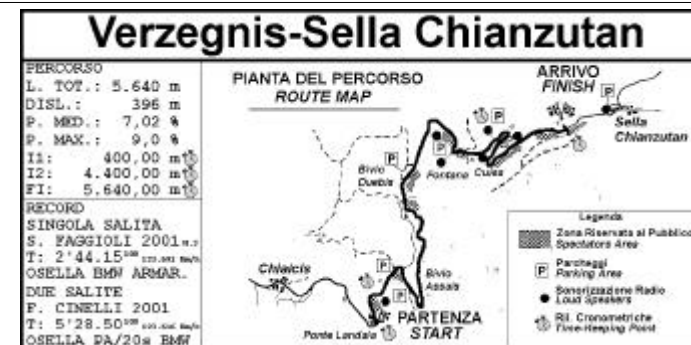 Verzegnis-Sella Chianzutan
PERCORSO
L. TOT.: 5.640 m
DISL.: 396 m
P. MED.: 7,02 %
P. MAX.: 9,0 %
I1: 400,00 m
I2: 4.400,00 m
FI: 5.640,00 m
RECORD
SINGOLA SALITA
S. FAGGIOLI 2001
T: 2'44.15
OSELLA BMW ARMAR.
DUE SALITE
F. CINELLI 2001
T: 5'28.50
OSELLA PA/20s BMW
PIANTA DEL PERCORSO
ROUTE MAP
ARRIVO
FINISH
P
Sella
Chianzutan
P
P
Bivio
Duebis
Fontana
Cuies
P
Chiaicis
P
Bivio
Assais
P
PARTENZA
START
Ponte Landaia
Legenda
Zona Riservata al Pubblico
Spectators Area
P
Parcheggi
Parking Area
Sonorizzazione Radio
Loud Speakers
Ril. Cronometriche
Time-Keeping Point